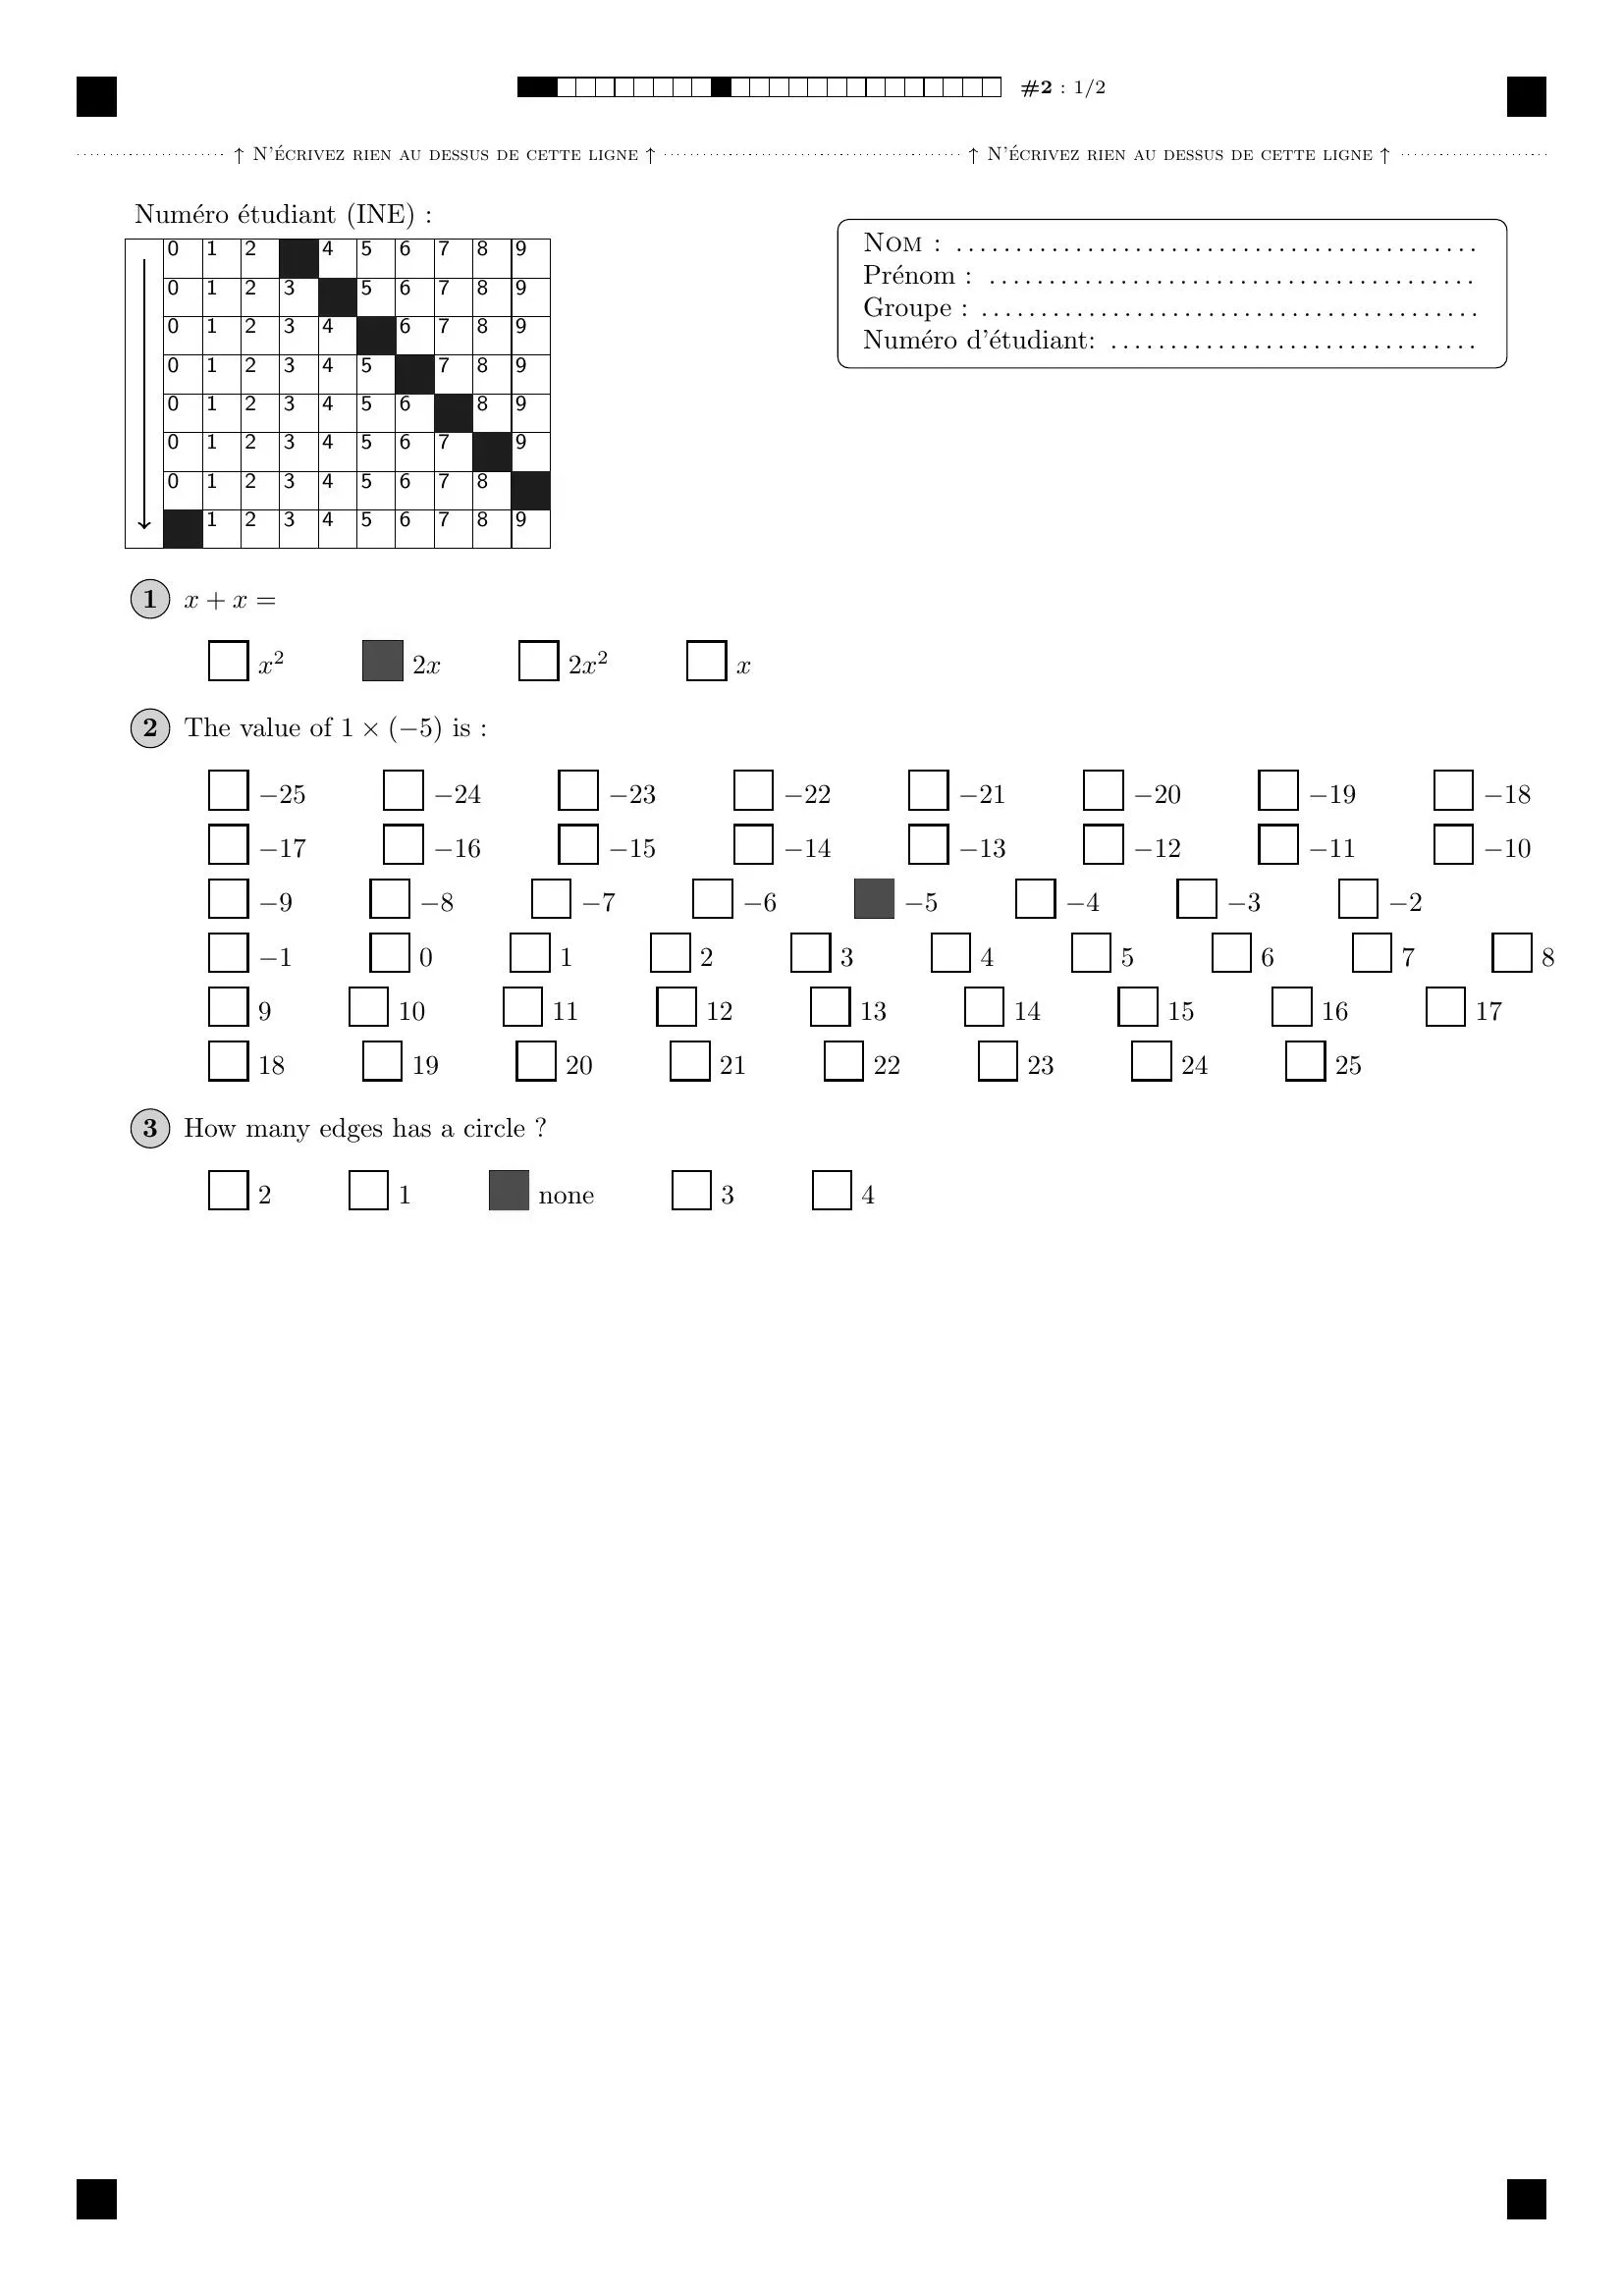 #2 : 1/2
↑ N'écrivez rien au dessus de cette ligne ↑ ↑ N'écrivez rien au dessus de cette ligne ↑
Numéro étudiant (INE) :
0 1 2 4 5 6 7 8 9
0 1 2 3 5 6 7 8 9
0 1 2 3 4 6 7 8 9
0 1 2 3 4 5 7 8 9
0 1 2 3 4 5 6 8 9
0 1 2 3 4 5 6 7 9
0 1 2 3 4 5 6 7 8
1 2 3 4 5 6 7 8 9
Nom : ............................................
Prénom : .........................................
Groupe : ..........................................
Numéro d'étudiant: ...............................
1 x + x =
x² 2x 2x² x
2 The value of 1 × (−5) is :
−25 −24 −23 −22 −21 −20 −19 −18
−17 −16 −15 −14 −13 −12 −11 −10
−9 −8 −7 −6 −5 −4 −3 −2
−1 0 1 2 3 4 5 6 7 8
9 10 11 12 13 14 15 16 17
18 19 20 21 22 23 24 25
3 How many edges has a circle ?
2 1 none 3 4